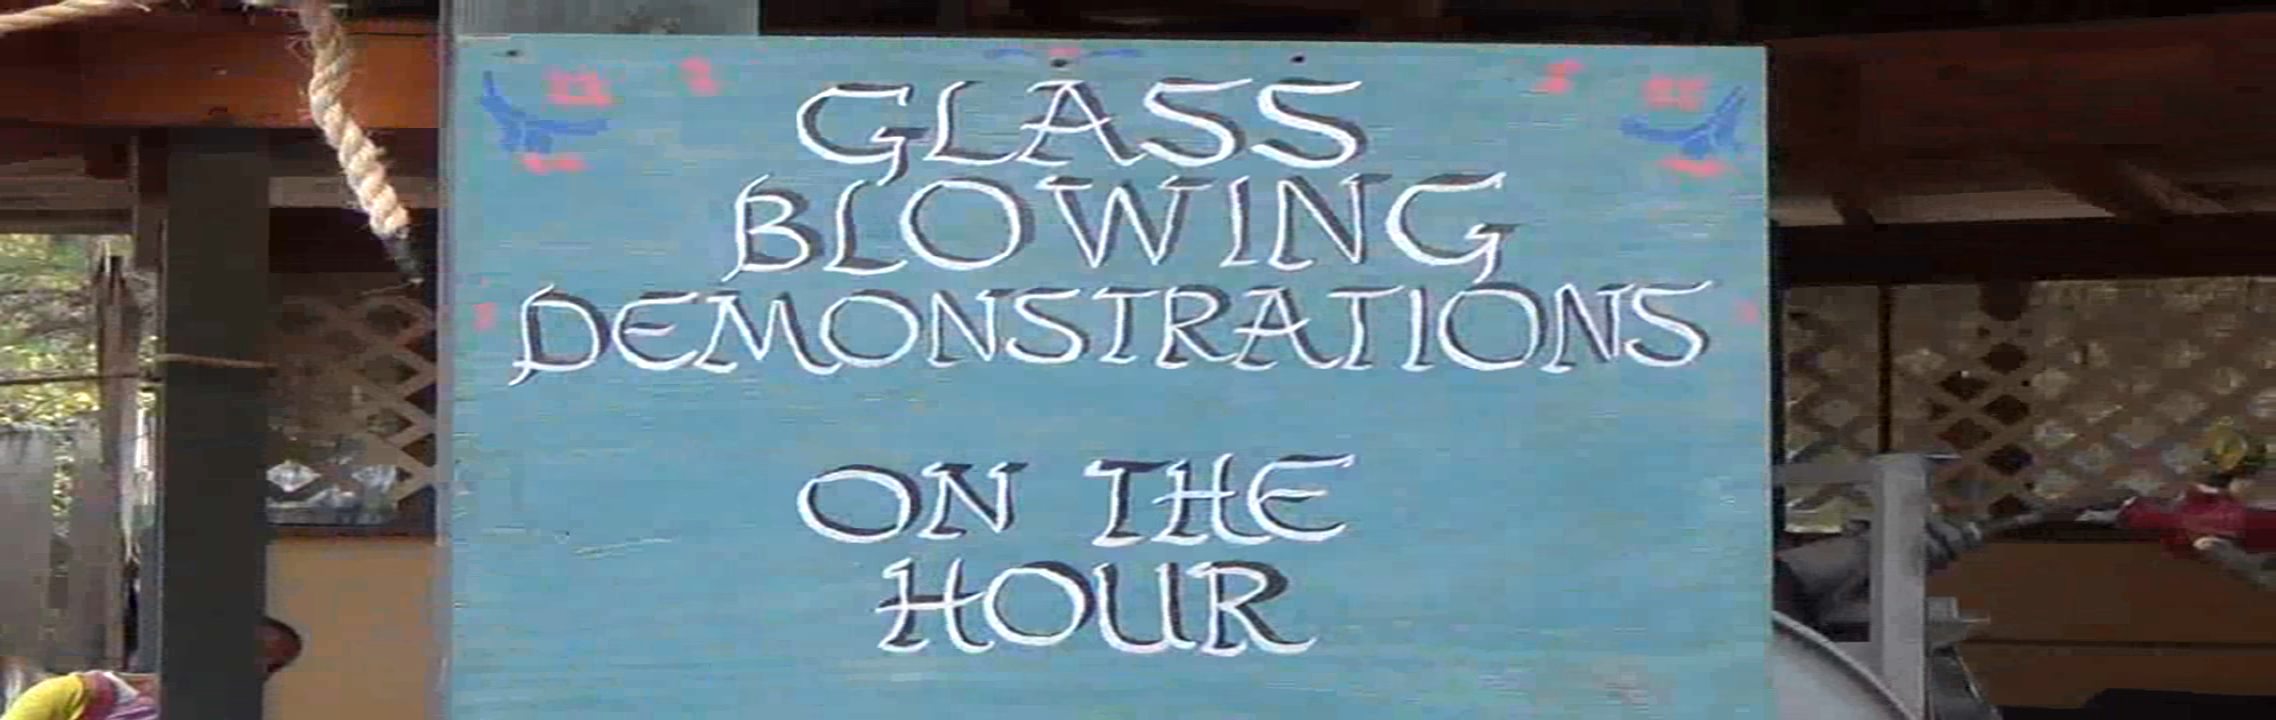 GLASS
BLOWING
DEMONSTRATIONS
ON THE
HOUR